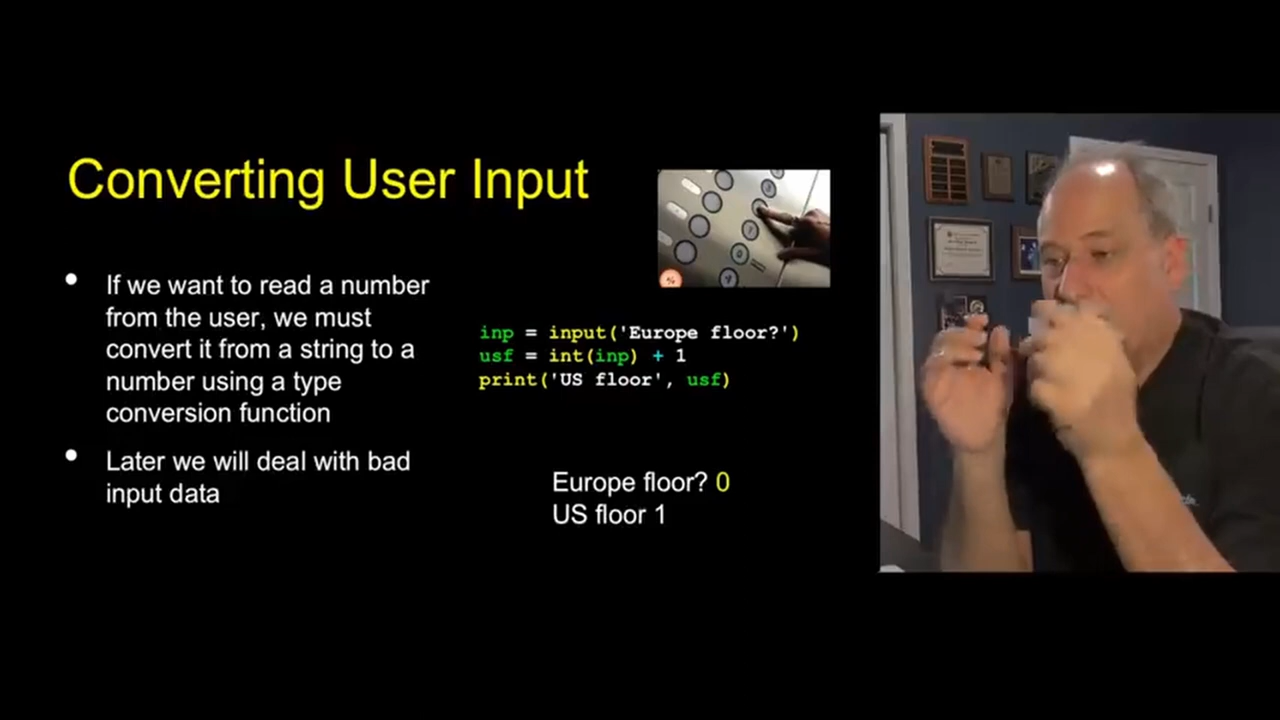 Converting User Input
If we want to read a number
from the user, we must
convert it from a string to a
number using a type
conversion function
Later we will deal with bad
input data
inp = input('Europe floor?')
usf = int(inp) + 1
print('US floor', usf)
Europe floor? 0
US floor 1